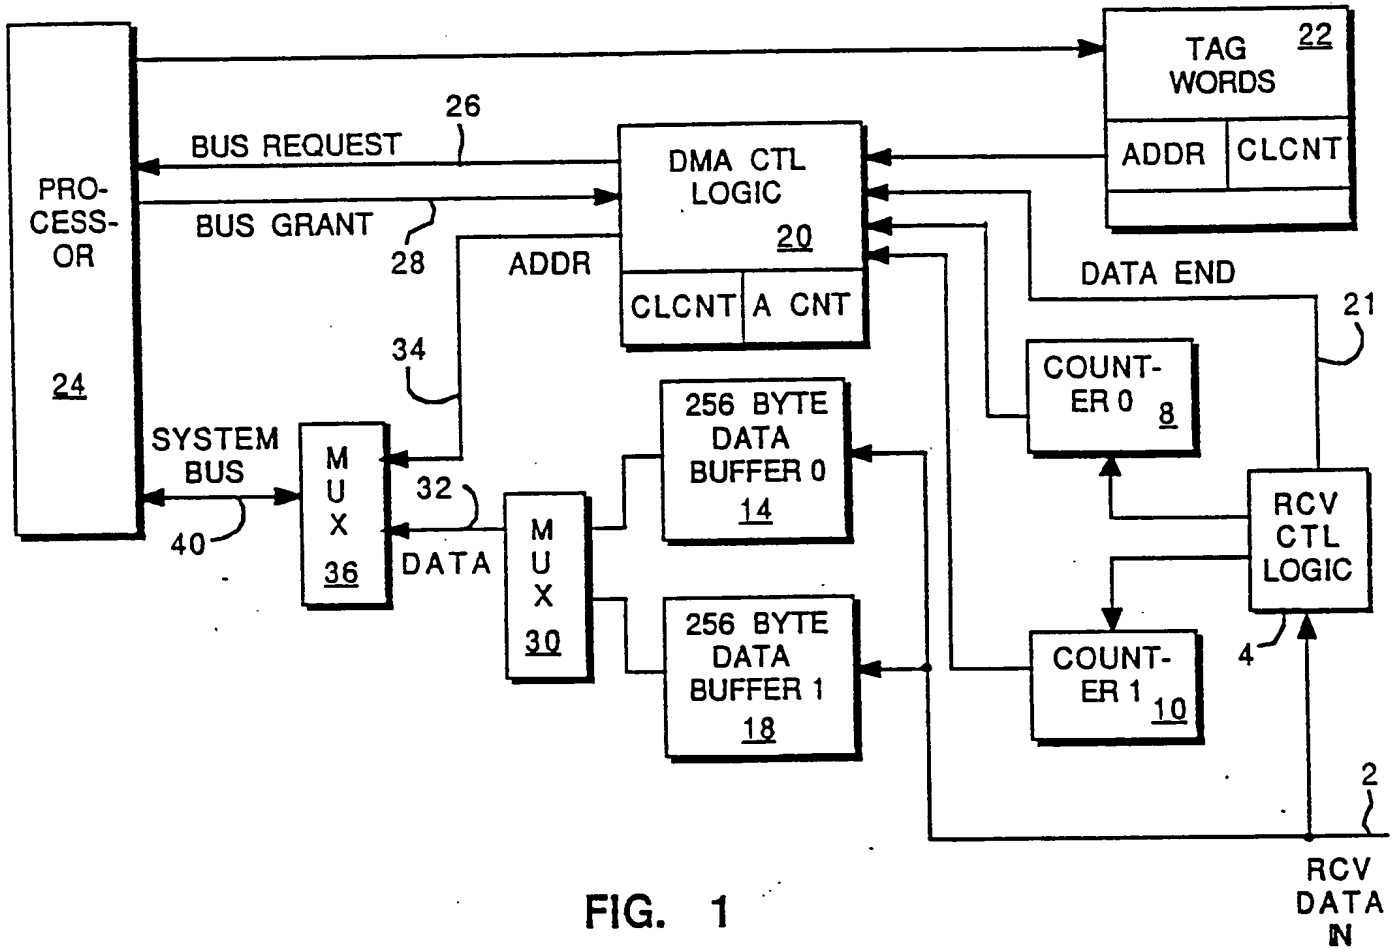 PRO-
CESS-
OR
24
BUS REQUEST
26
BUS GRANT
28
ADDR
34
SYSTEM
BUS
40
MUX
36
32
DATA
MUX
30
DMA CTL
LOGIC
20
CLCNT
A CNT
256 BYTE
DATA
BUFFER 0
14
256 BYTE
DATA
BUFFER 1
18
22
TAG
WORDS
ADDR
CLCNT
DATA END
21
COUNT-
ER 0
8
COUNT-
ER 1
10
RCV
CTL
LOGIC
4
2
RCV
DATA
IN
FIG. 1